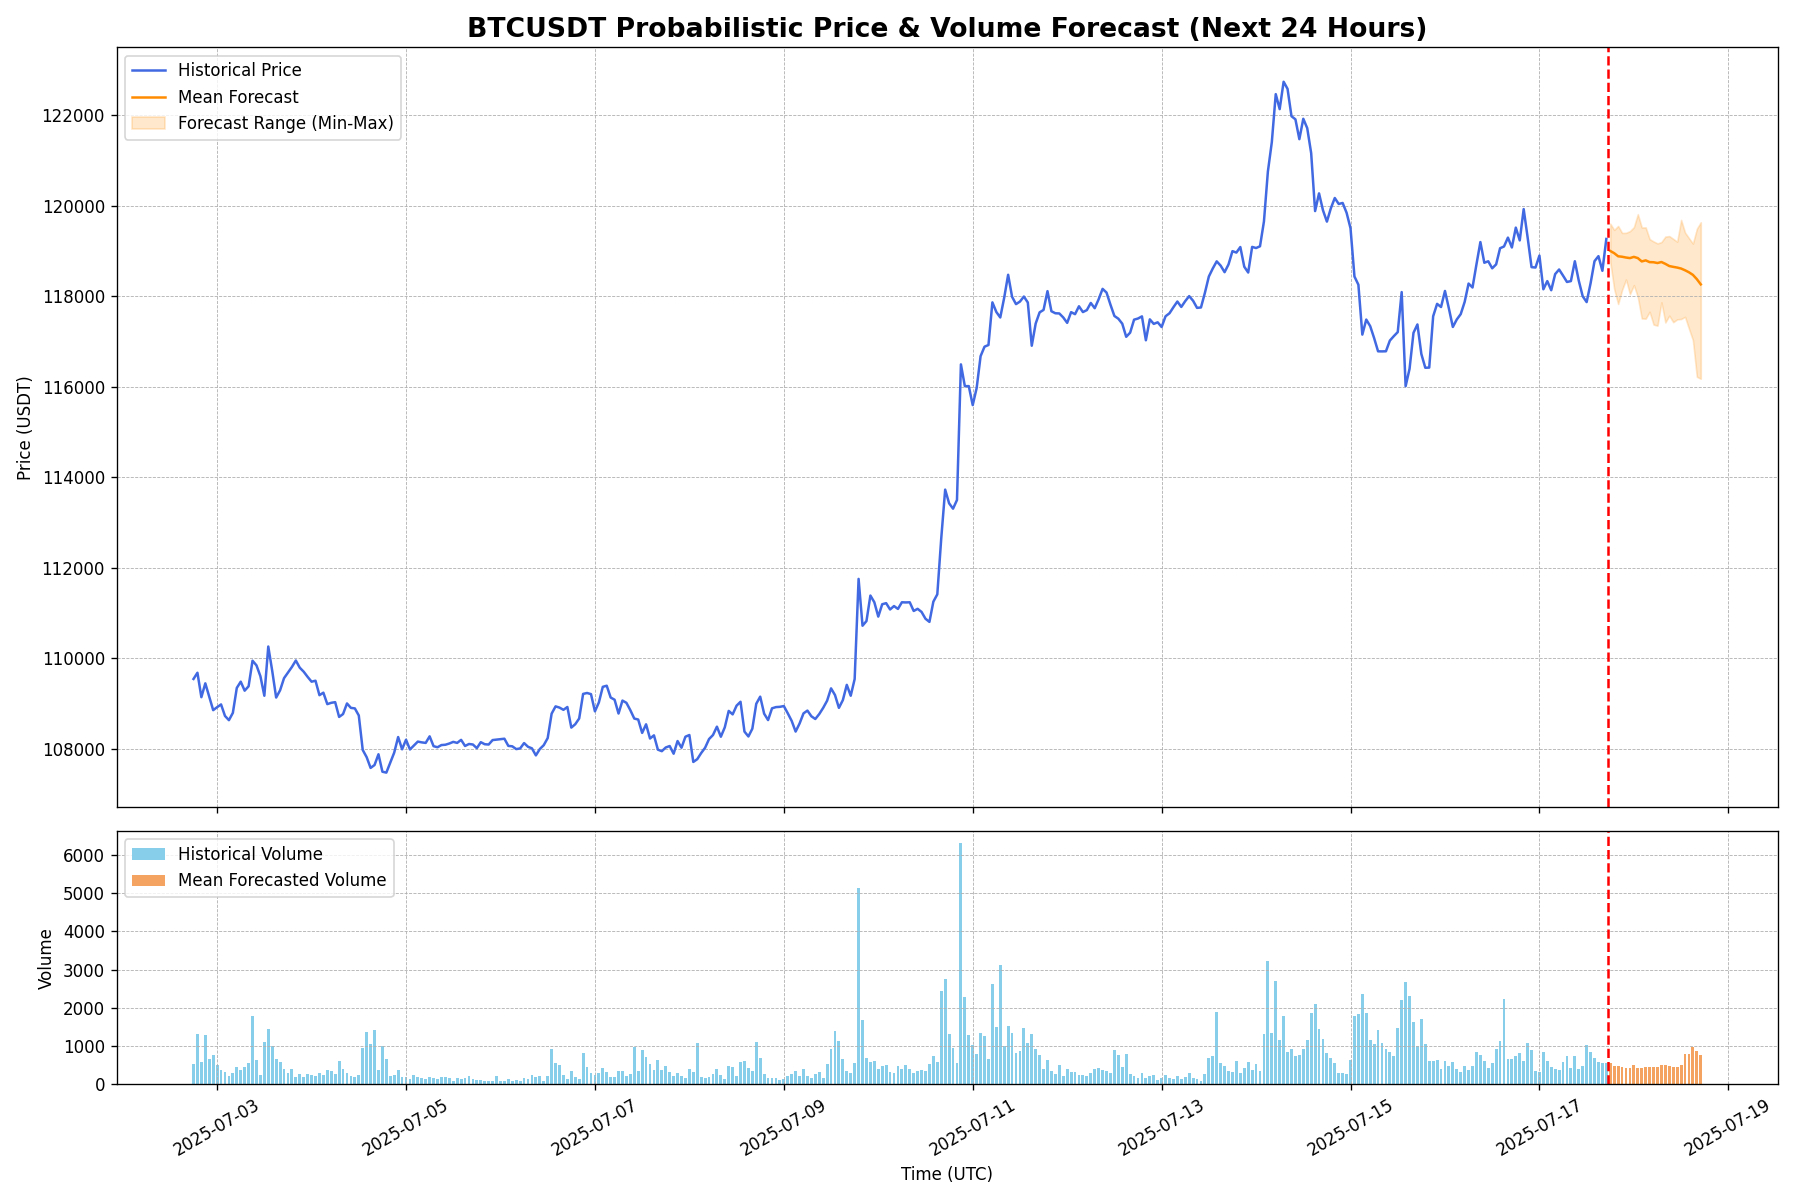 BTCUSDT Probabilistic Price & Volume Forecast (Next 24 Hours)
Historical Price
Mean Forecast
Forecast Range (Min-Max)
Price (USDT)
122000
120000
118000
116000
114000
112000
110000
108000
Historical Volume
Mean Forecasted Volume
Volume
6000
5000
4000
3000
2000
1000
0
2025-07-03
2025-07-05
2025-07-07
2025-07-09
2025-07-11
2025-07-13
2025-07-15
2025-07-17
2025-07-19
Time (UTC)